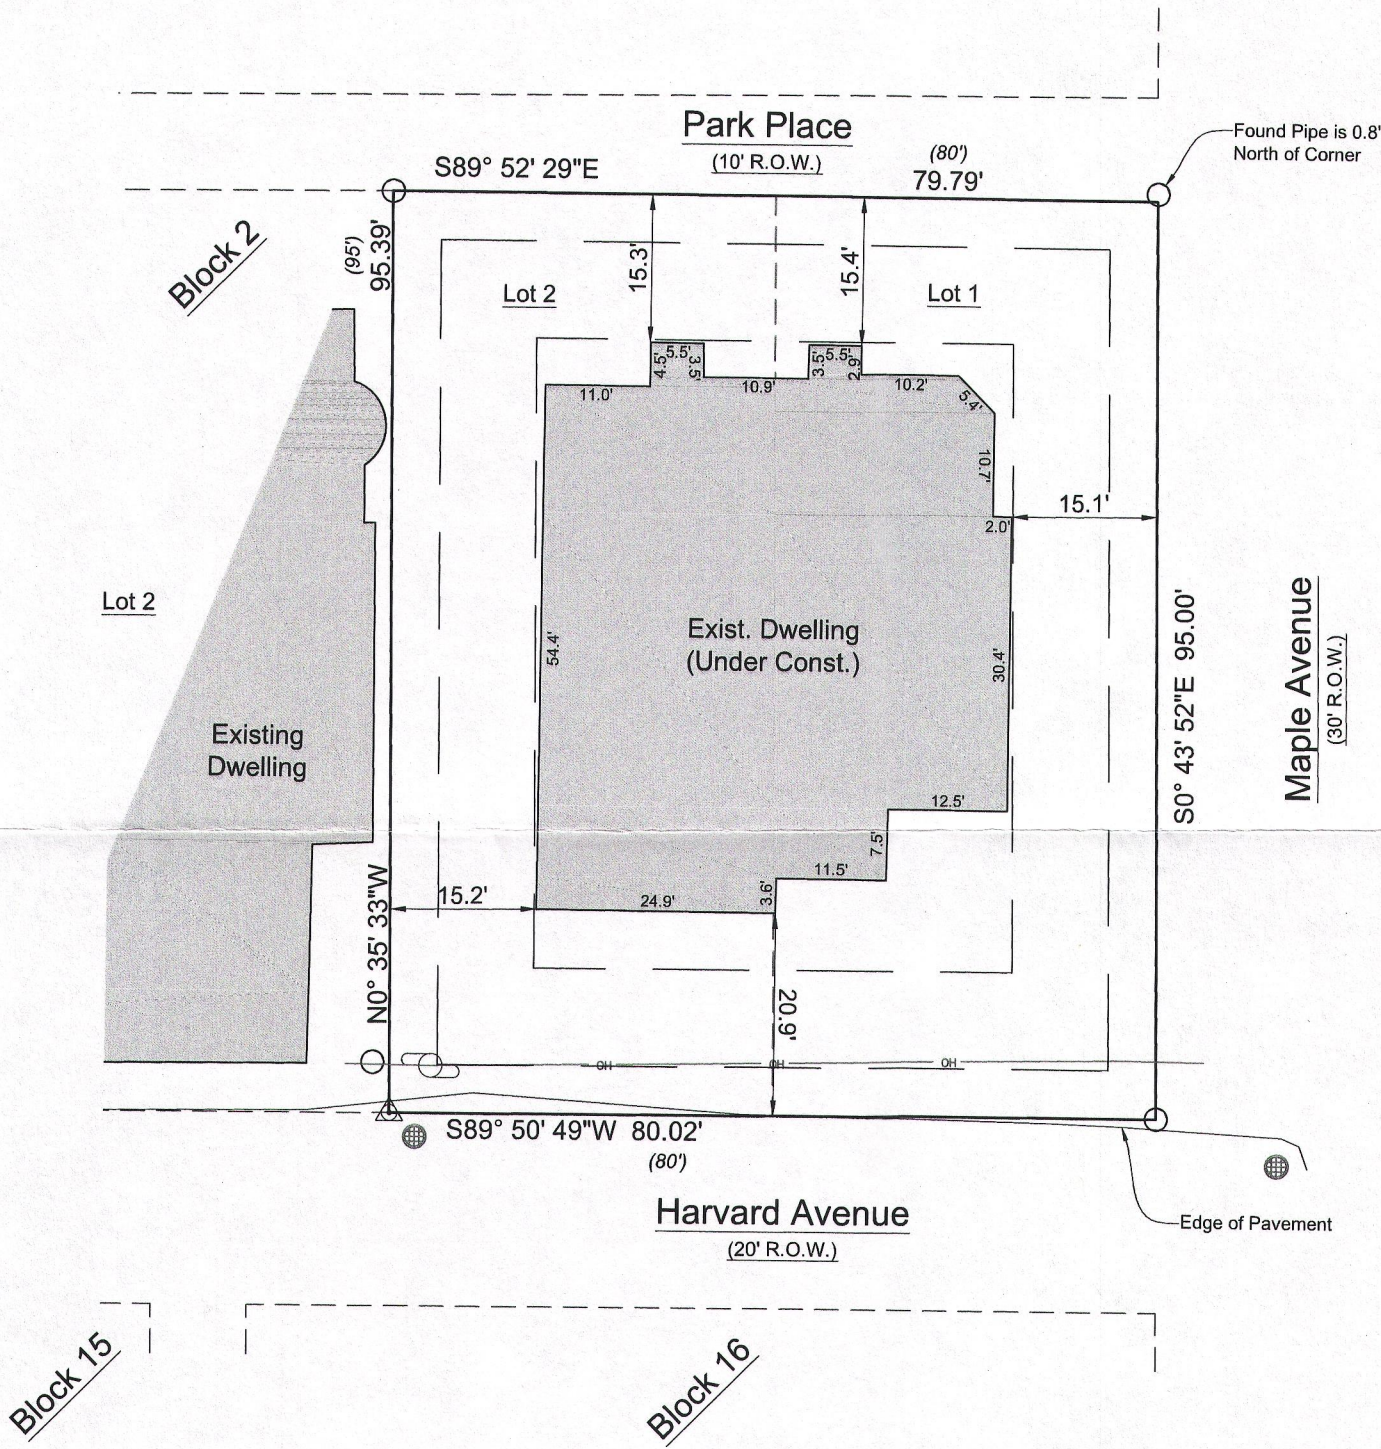 Park Place
(10' R.O.W.)
S89° 52' 29"E
(80')
79.79'
Found Pipe is 0.8'
North of Corner
Block 2
(95')
95.39'
15.3'
15.4'
Lot 2
Lot 1
5.5'
4.5'
3.5'
3.5'
5.5'
2.9'
11.0'
10.9'
10.2'
5.4'
10.7'
2.0'
15.1'
Lot 2
Exist. Dwelling
(Under Const.)
54.4'
30.4'
S0° 43' 52"E 95.00'
Maple Avenue
(30' R.O.W.)
Existing
Dwelling
12.5'
7.5'
11.5'
3.6'
24.9'
15.2'
N0° 35' 33"W
20.9'
OH
OH
OH
S89° 50' 49"W 80.02'
(80')
Harvard Avenue
(20' R.O.W.)
Edge of Pavement
Block 15
Block 16